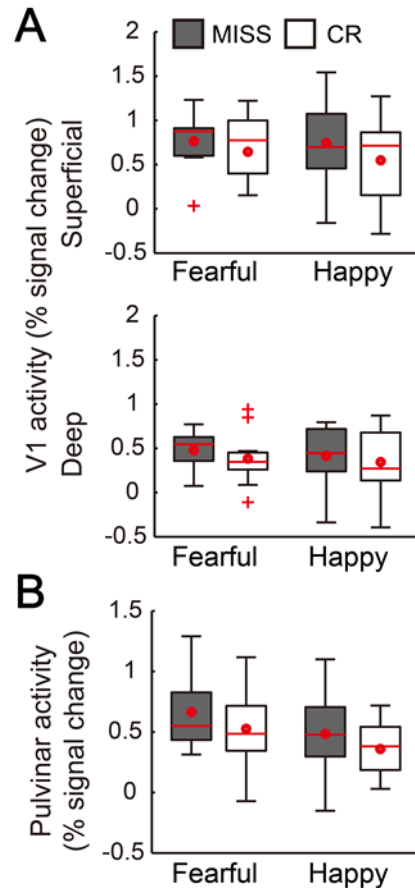 A
MISS CR
V1 activity (% signal change)
Superficial
2
1.5
1
0.5
0
-0.5
Fearful Happy
Deep
2
1.5
1
0.5
0
-0.5
Fearful Happy
B
Pulvinar activity
(% signal change)
1.5
1
0.5
0
-0.5
Fearful Happy